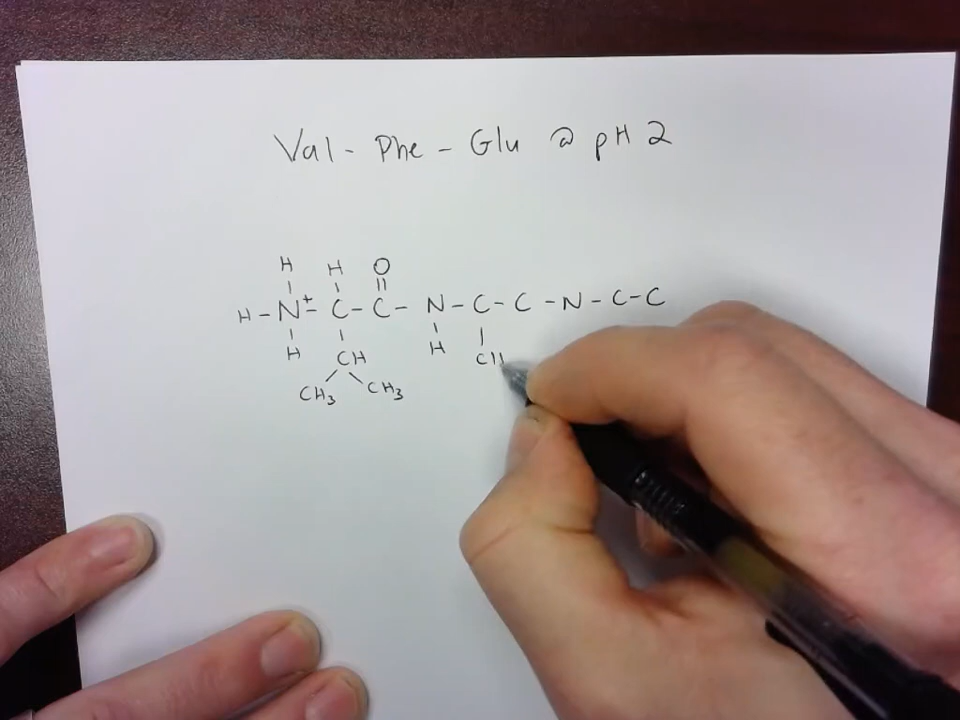 Val - Phe - Glu @ pH 2
H H O
H - N+ - C - C - N - C - C - N - C - C
H CH H
CH3 CH3